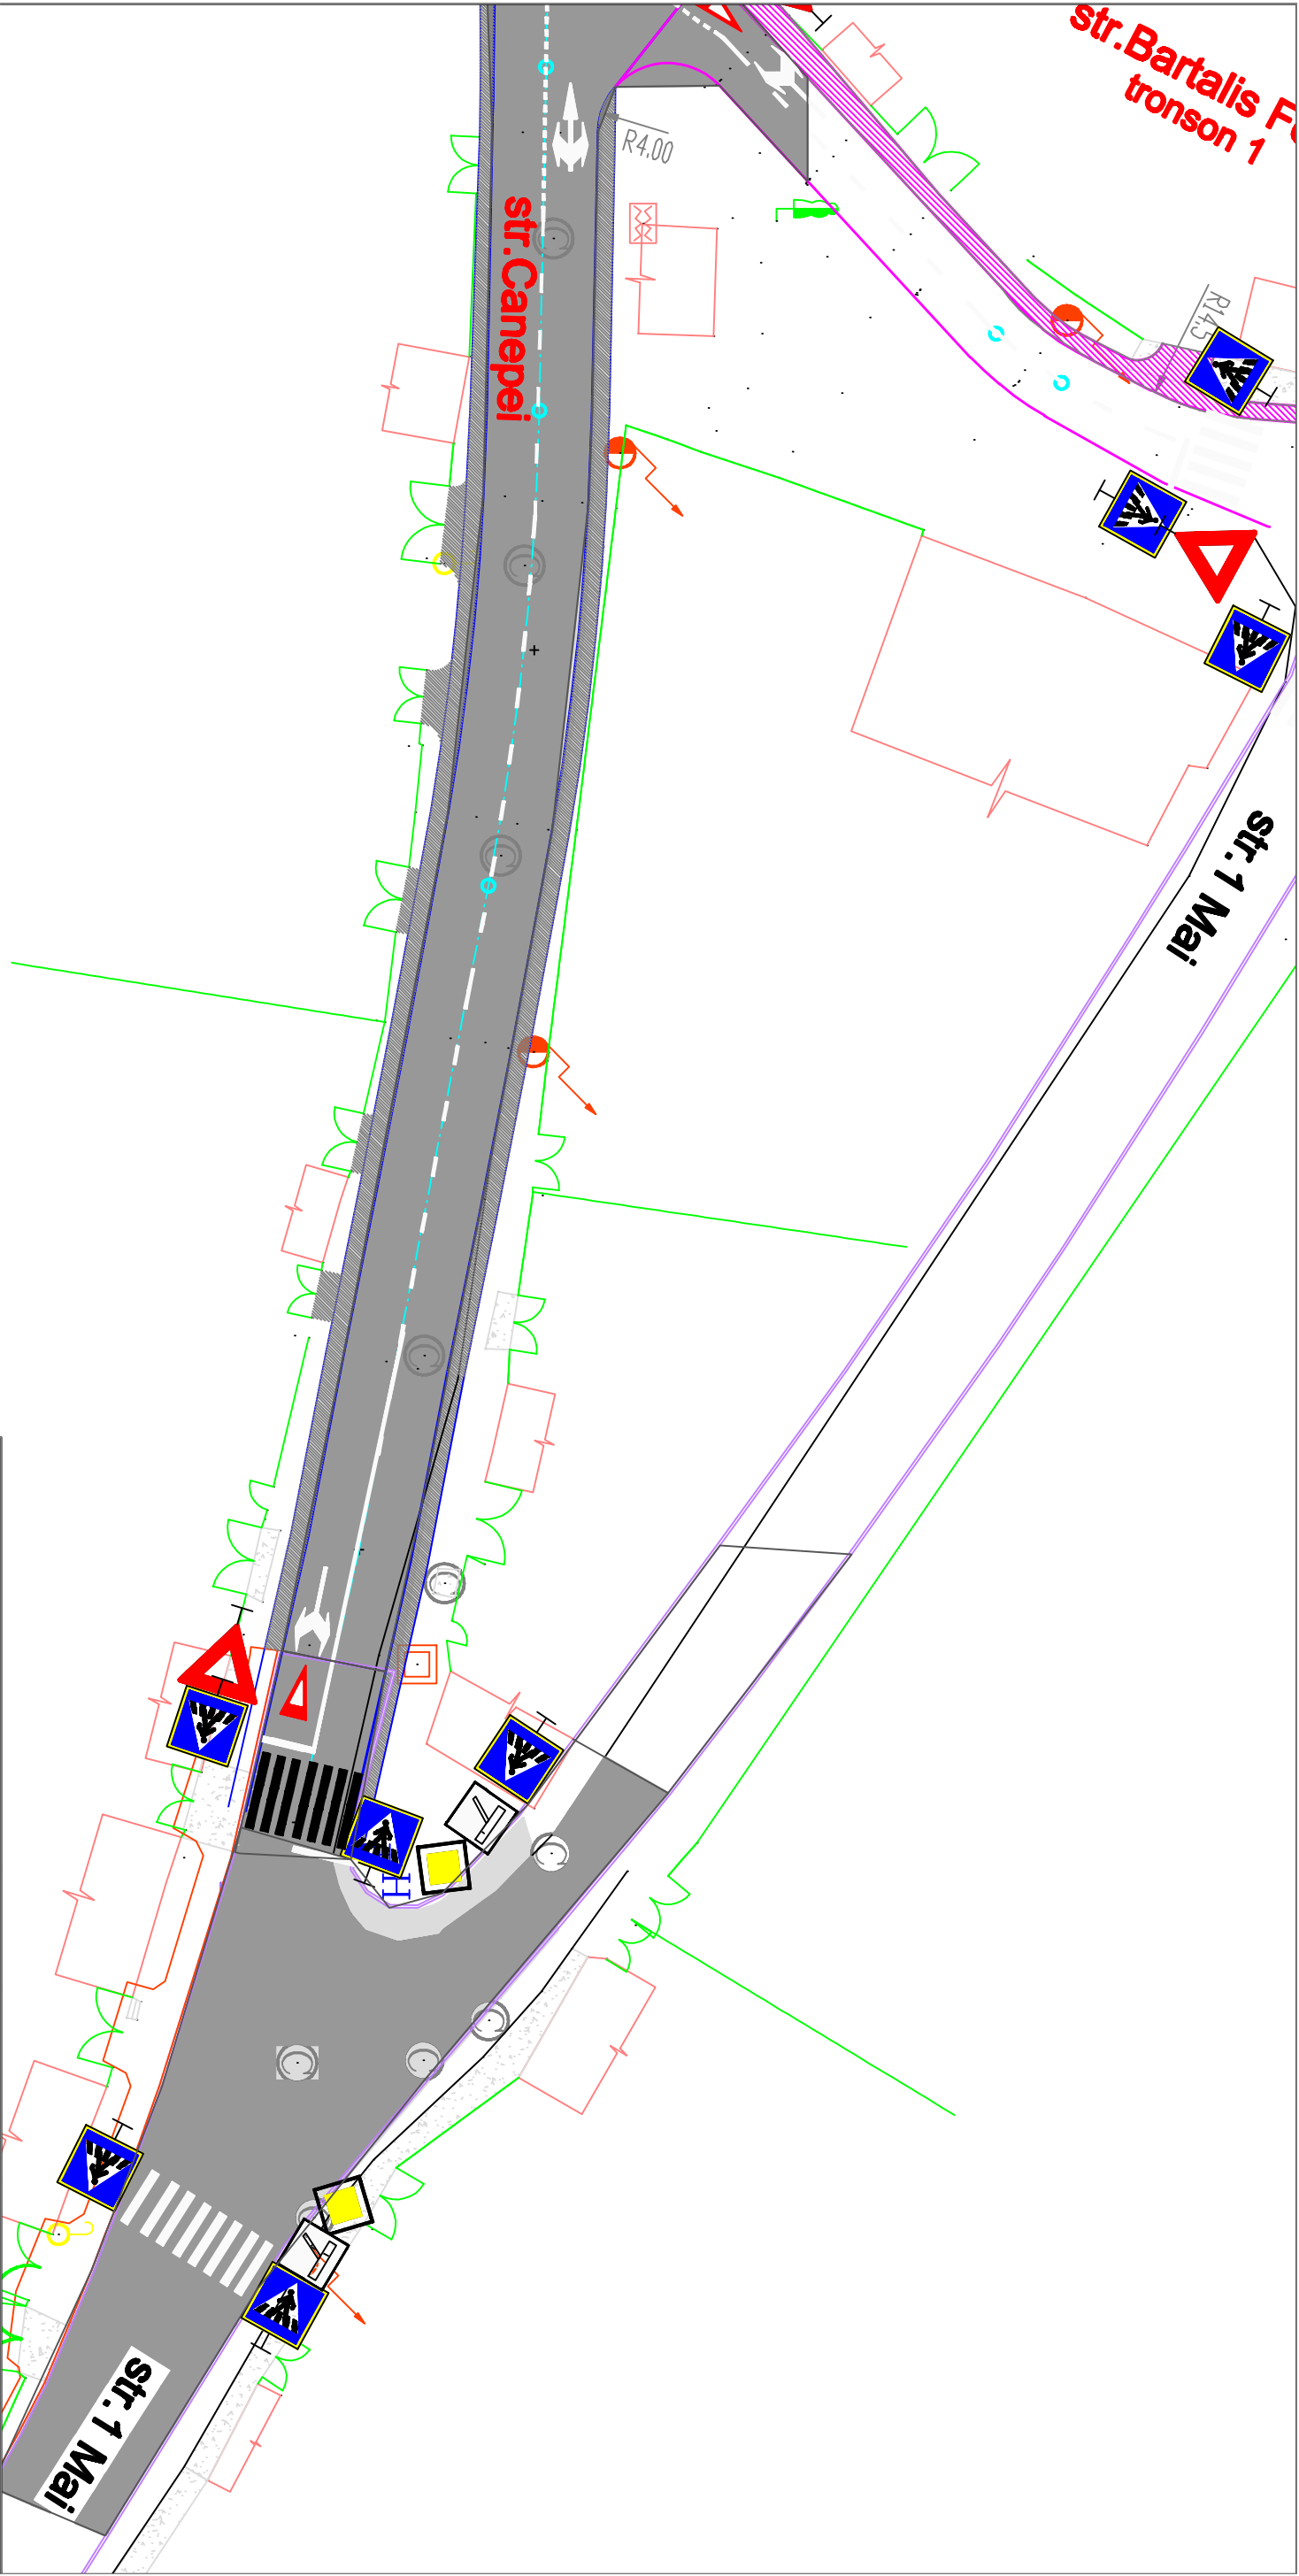 str.Bartalis F
tronson 1
R4,00
str.Canepei
R14,5
str. 1 Mai
H
str. 1 Mai